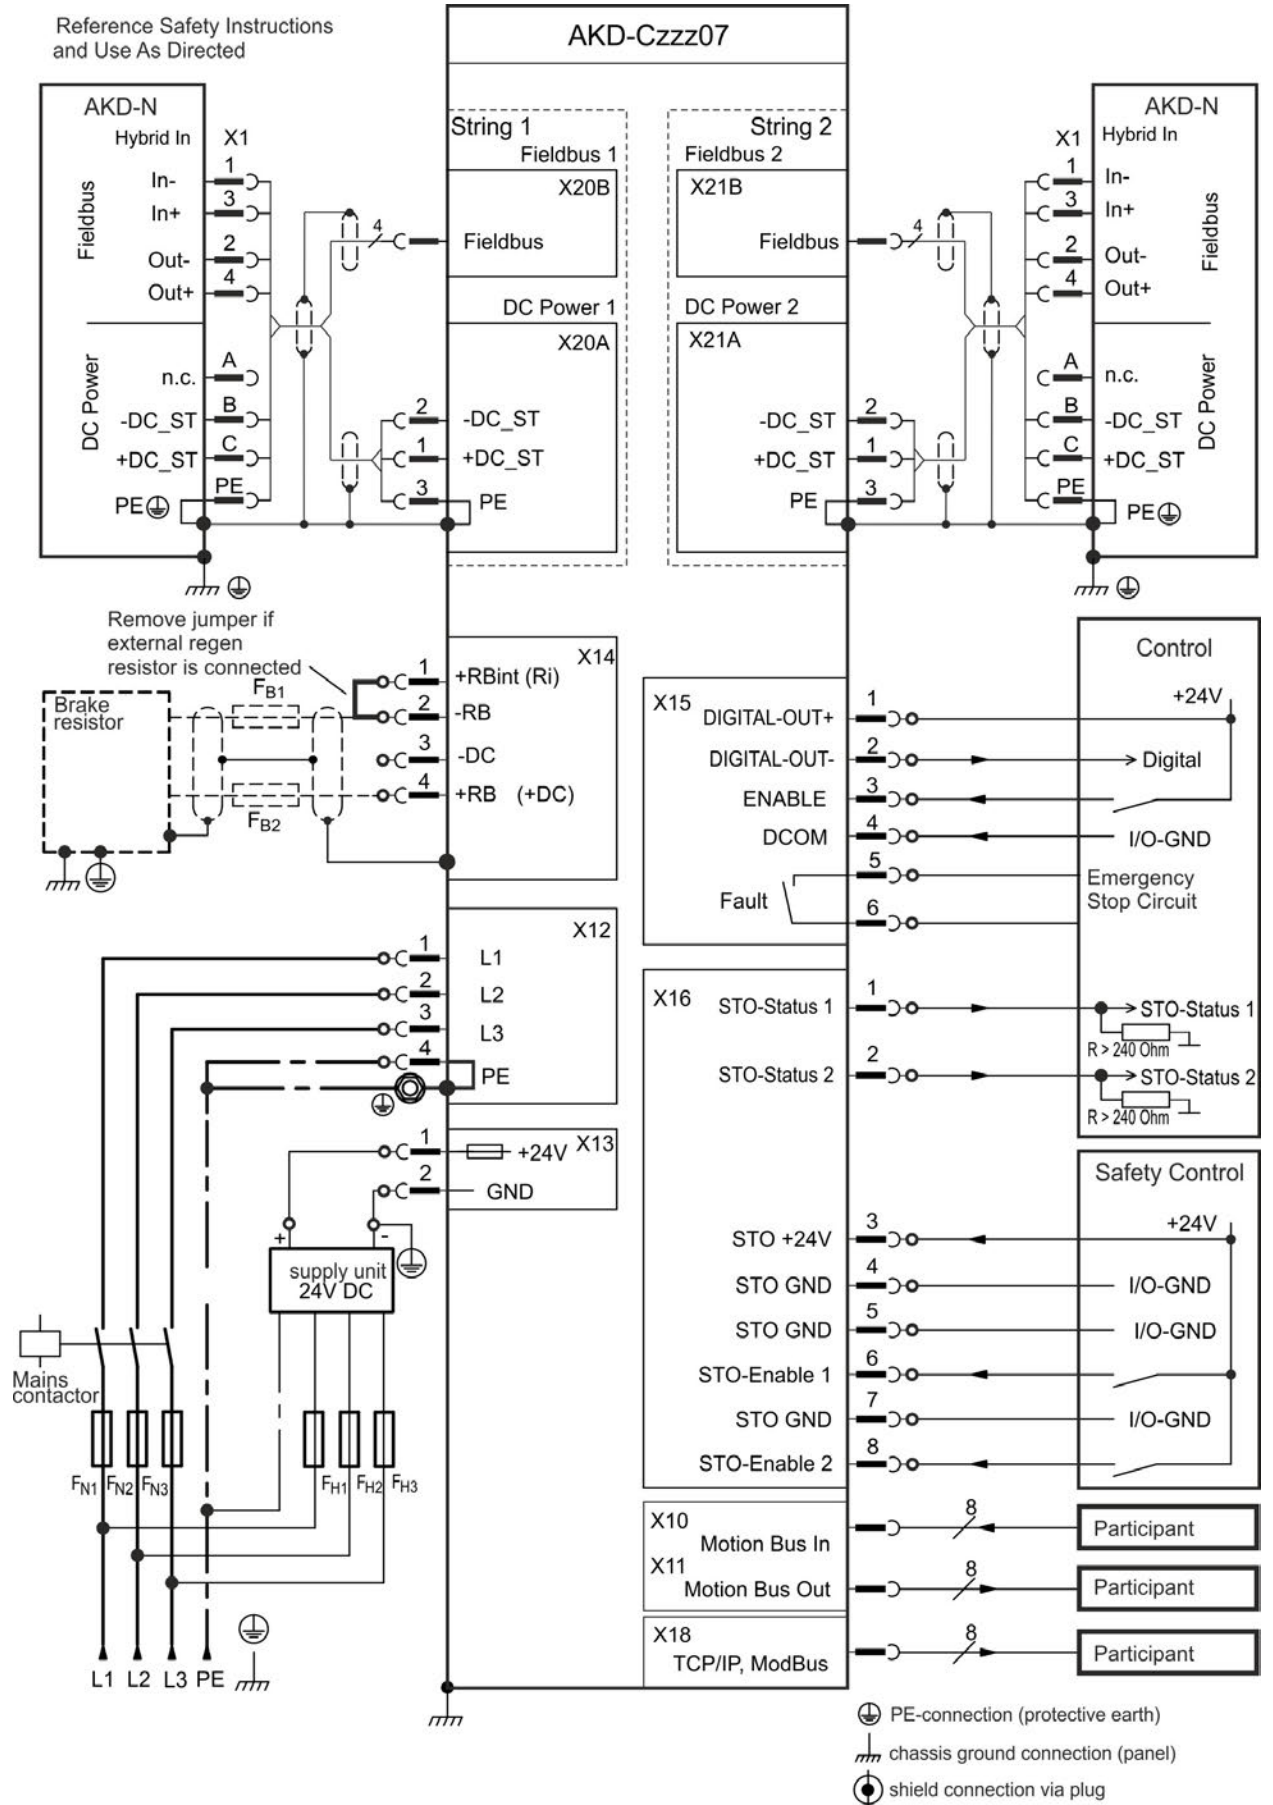 Reference Safety Instructions
and Use As Directed
AKD-Czzz07
AKD-N
Hybrid In X1
Fieldbus
In- 1
In+ 3
Out- 2
Out+ 4
DC Power
n.c. A
-DC_ST B
+DC_ST C
PE PE
String 1
Fieldbus 1
X20B
4 Fieldbus
DC Power 1
X20A
2 -DC_ST
1 +DC_ST
3 PE
String 2
Fieldbus 2
X21B
Fieldbus 4
DC Power 2
X21A
-DC_ST 2
+DC_ST 1
PE 3
AKD-N
X1 Hybrid In
Fieldbus
1 In-
3 In+
2 Out-
4 Out+
DC Power
A n.c.
B -DC_ST
C +DC_ST
PE PE
Remove jumper if
external regen
resistor is connected
Brake
resistor
FB1
FB2
X14
1 +RBint (Ri)
2 -RB
3 -DC
4 +RB (+DC)
X12
1 L1
2 L2
3 L3
4 PE
X13
1 +24V
2 GND
+ -
supply unit
24V DC
Mains
contactor
FN1 FN2 FN3
FH1 FH2 FH3
L1 L2 L3 PE
X15
DIGITAL-OUT+ 1
DIGITAL-OUT- 2
ENABLE 3
DCOM 4
Fault 5
6
Control
+24V
Digital
I/O-GND
Emergency
Stop Circuit
STO-Status 1
R > 240 Ohm
STO-Status 2
R > 240 Ohm
X16
STO-Status 1 1
STO-Status 2 2
STO +24V 3
STO GND 4
STO GND 5
STO-Enable 1 6
STO GND 7
STO-Enable 2 8
Safety Control
+24V
I/O-GND
I/O-GND
I/O-GND
X10
Motion Bus In 8 Participant
X11
Motion Bus Out 8 Participant
X18
TCP/IP, ModBus 8 Participant
PE-connection (protective earth)
chassis ground connection (panel)
shield connection via plug